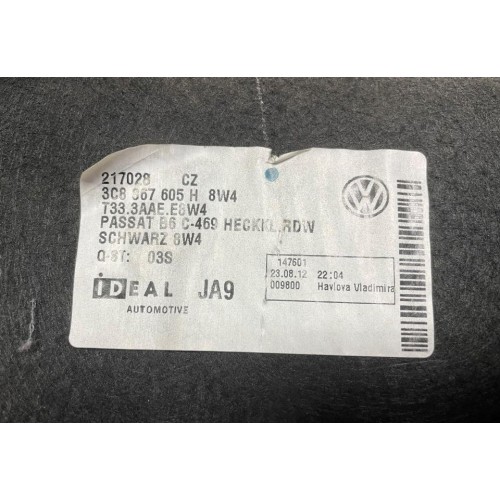 217028 CZ
3C8 867 605 H 8W4
T33.3AAE.E8W4
PASSAT B6 C-469 HECKKL.RDW
SCHWARZ 8W4
Q-ST: 03S
iDEAL JA9
AUTOMOTIVE
147601
23.08.12 22:04
009800 Havlova Vladimira